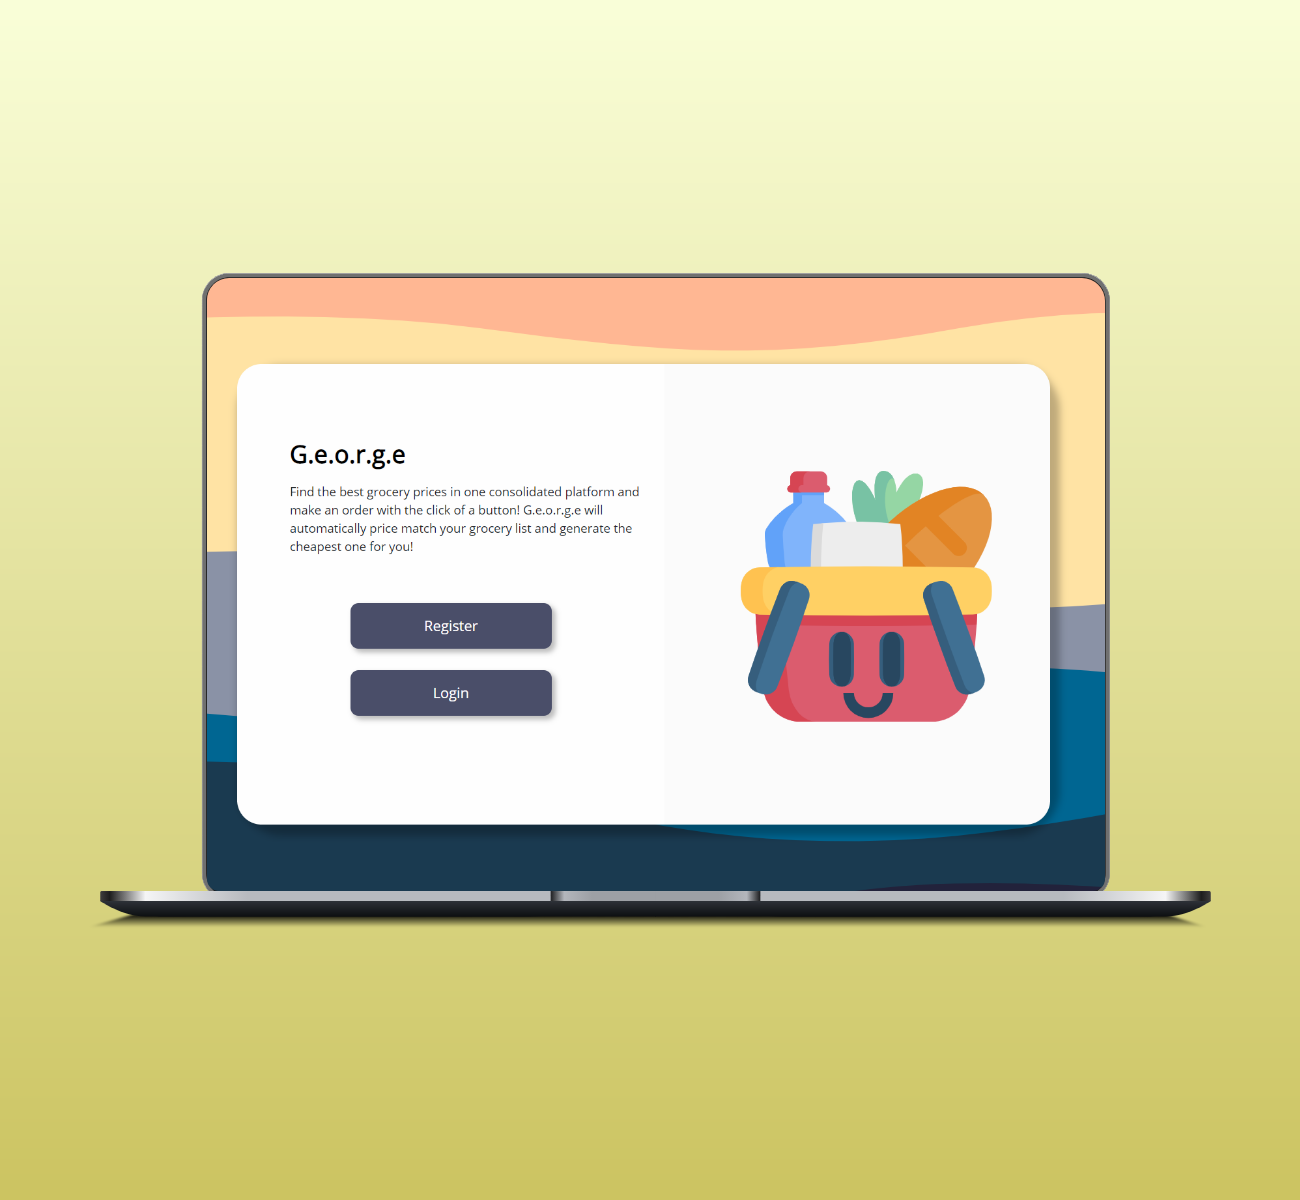 G.e.o.r.g.e
Find the best grocery prices in one consolidated platform and
make an order with the click of a button! G.e.o.r.g.e will
automatically price match your grocery list and generate the
cheapest one for you!
Register
Login